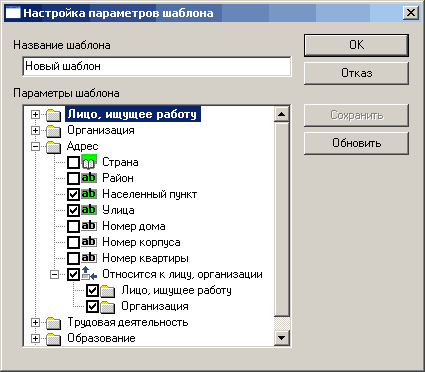 Настройка параметров шаблона
Название шаблона
Новый шаблон
OK
Отказ
Параметры шаблона
Сохранить
Обновить
Лицо, ищущее работу
Организация
Адрес
Страна
ab Район
ab Населенный пункт
ab Улица
ab Номер дома
ab Номер корпуса
ab Номер квартиры
Относится к лицу, организации
Лицо, ищущее работу
Организация
Трудовая деятельность
Образование